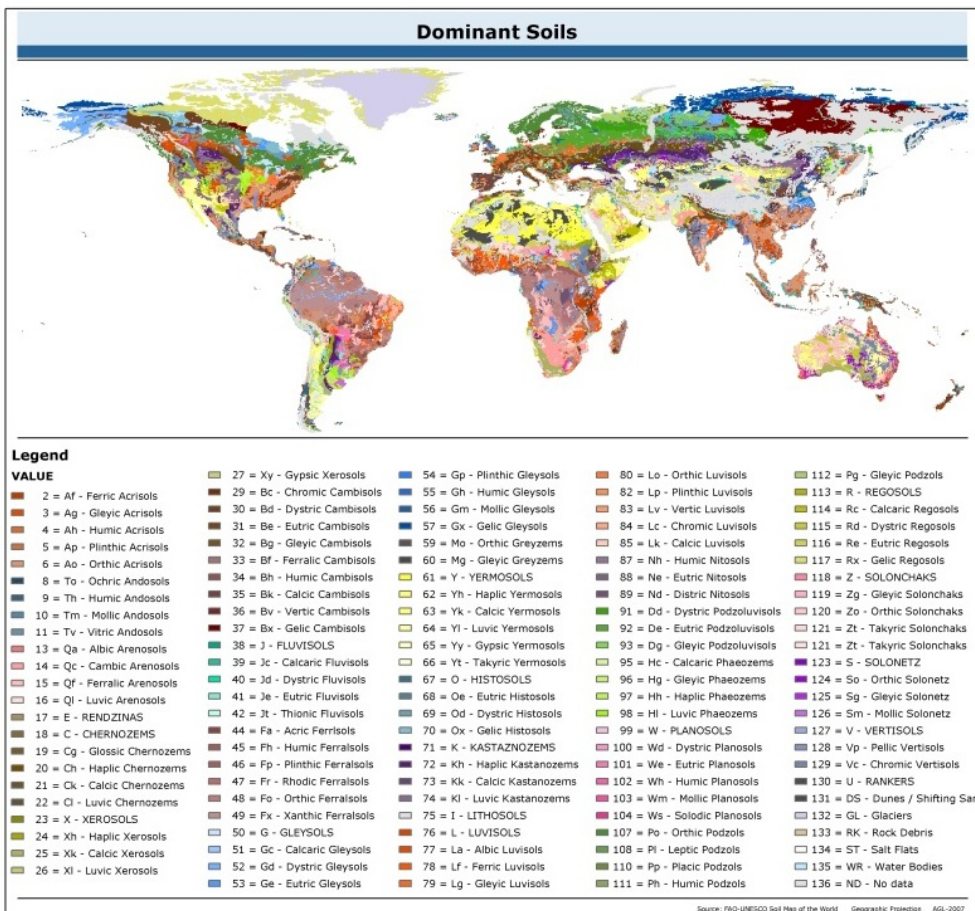 Dominant Soils
Legend
VALUE
2 = Af - Ferric Acrisols
3 = Ag - Gleyic Acrisols
4 = Ah - Humic Acrisols
5 = Ap - Plinthic Acrisols
6 = Ao - Orthic Acrisols
8 = To - Ochric Andosols
9 = Th - Humic Andosols
10 = Tm - Mollic Andosols
11 = Tv - Vitric Andosols
13 = Qa - Albic Arenosols
14 = Qc - Cambic Arenosols
15 = Qf - Ferralic Arenosols
16 = Ql - Luvic Arenosols
17 = E - RENDZINAS
18 = C - CHERNOZEMS
19 = Cg - Glossic Chernozems
20 = Ch - Haplic Chernozems
21 = Ck - Calcic Chernozems
22 = Cl - Luvic Chernozems
23 = X - XEROSOLS
24 = Xh - Haplic Xerosols
25 = Xk - Calcic Xerosols
26 = Xl - Luvic Xerosols
27 = Xy - Gypsic Xerosols
29 = Bc - Chromic Cambisols
30 = Bd - Dystric Cambisols
31 = Be - Eutric Cambisols
32 = Bg - Gleyic Cambisols
33 = Bf - Ferralic Cambisols
34 = Bh - Humic Cambisols
35 = Bk - Calcic Cambisols
36 = Bv - Vertic Cambisols
37 = Bx - Gelic Cambisols
38 = J - FLUVISOLS
39 = Jc - Calcaric Fluvisols
40 = Jd - Dystric Fluvisols
41 = Je - Eutric Fluvisols
42 = Jt - Thionic Fluvisols
44 = Fa - Acric Ferrlsols
45 = Fh - Humic Ferralsols
46 = Fp - Plinthic Ferralsols
47 = Fr - Rhodic Ferralsols
48 = Fo - Orthic Ferralsols
49 = Fx - Xanthic Ferralsols
50 = G - GLEYSOLS
51 = Gc - Calcaric Gleysols
52 = Gd - Dystric Gleysols
53 = Ge - Eutric Gleysols
54 = Gp - Plinthic Gleysols
55 = Gh - Humic Gleysols
56 = Gm - Mollic Gleysols
57 = Gx - Gelic Gleysols
59 = Mo - Orthic Greyzems
60 = Mg - Gleyic Greyzems
61 = Y - YERMOSOLS
62 = Yh - Haplic Yermosols
63 = Yk - Calcic Yermosols
64 = Yl - Luvic Yermosols
65 = Yy - Gypsic Yermosols
66 = Yt - Takyric Yermosols
67 = O - HISTOSOLS
68 = Oe - Eutric Histosols
69 = Od - Dystric Histosols
70 = Ox - Gelic Histosols
71 = K - KASTAZNOZEMS
72 = Kh - Haplic Kastanozems
73 = Kk - Calcic Kastanozems
74 = Kl - Luvic Kastanozems
75 = I - LITHOSOLS
76 = L - LUVISOLS
77 = La - Albic Luvisols
78 = Lf - Ferric Luvisols
79 = Lg - Gleyic Luvisols
80 = Lo - Orthic Luvisols
82 = Lp - Plinthic Luvisols
83 = Lv - Vertic Luvisols
84 = Lc - Chromic Luvisols
85 = Lk - Calcic Luvisols
87 = Nh - Humic Nitosols
88 = Ne - Eutric Nitosols
89 = Nd - Distric Nitosols
91 = Dd - Dystric Podzoluvisols
92 = De - Eutric Podzoluvisols
93 = Dg - Gleyic Podzoluvisols
95 = Hc - Calcaric Phaeozems
96 = Hg - Gleyic Phaeozems
97 = Hh - Haplic Phaeozems
98 = Hl - Luvic Phaeozems
99 = W - PLANOSOLS
100 = Wd - Dystric Planosols
101 = We - Eutric Planosols
102 = Wh - Humic Planosols
103 = Wm - Mollic Planosols
104 = Ws - Solodic Planosols
107 = Po - Orthic Podzols
108 = Pl - Leptic Podzols
110 = Pp - Placic Podzols
111 = Ph - Humic Podzols
112 = Pg - Gleyic Podzols
113 = R - REGOSOLS
114 = Rc - Calcaric Regosols
115 = Rd - Dystric Regosols
116 = Re - Eutric Regosols
117 = Rx - Gelic Regosols
118 = Z - SOLONCHAKS
119 = Zg - Gleyic Solonchaks
120 = Zo - Orthic Solonchaks
121 = Zt - Takyric Solonchaks
121 = Zt - Takyric Solonchaks
123 = S - SOLONETZ
124 = So - Orthic Solonetz
125 = Sg - Gleyic Solonetz
126 = Sm - Mollic Solonetz
127 = V - VERTISOLS
128 = Vp - Pellic Vertisols
129 = Vc - Chromic Vertisols
130 = U - RANKERS
131 = DS - Dunes / Shifting Sar
132 = GL - Glaciers
133 = RK - Rock Debris
134 = ST - Salt Flats
135 = WR - Water Bodies
136 = ND - No data
Source: FAO-UNESCO Soil Map of the World Geographic Projection AGL-2007